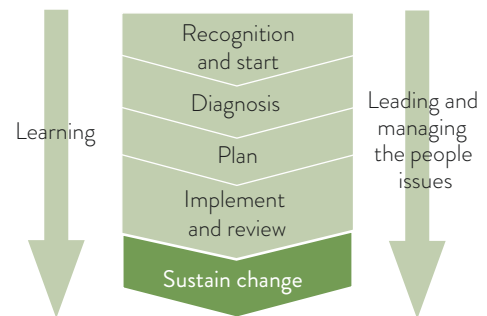 Recognition
and start
Diagnosis
Plan
Implement
and review
Sustain change
Learning
Leading and
managing
the people
issues